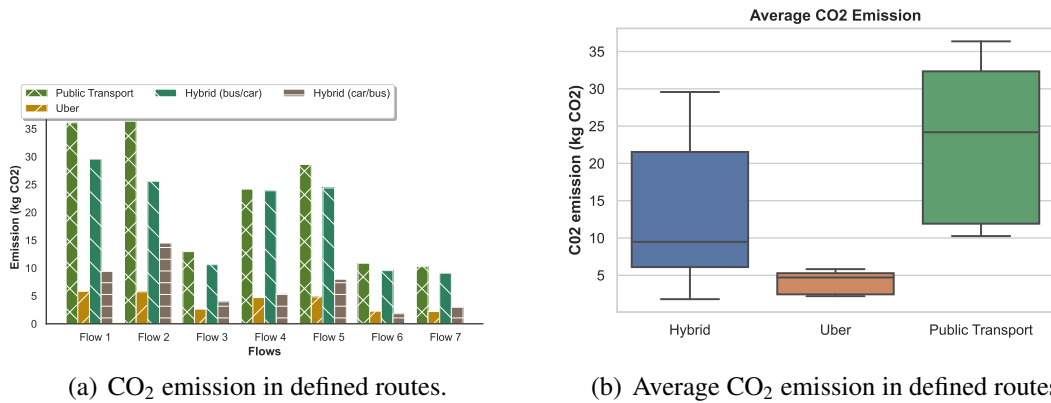 Public Transport
Uber
Hybrid (bus/car)
Hybrid (car/bus)
Emission (kg CO2)
35
30
25
20
15
10
5
0
Flow 1 Flow 2 Flow 3 Flow 4 Flow 5 Flow 6 Flow 7
Flows
(a) CO2 emission in defined routes.
Average CO2 Emission
C02 emission (kg CO2)
35
30
25
20
15
10
5
Hybrid Uber Public Transport
(b) Average CO2 emission in defined routes